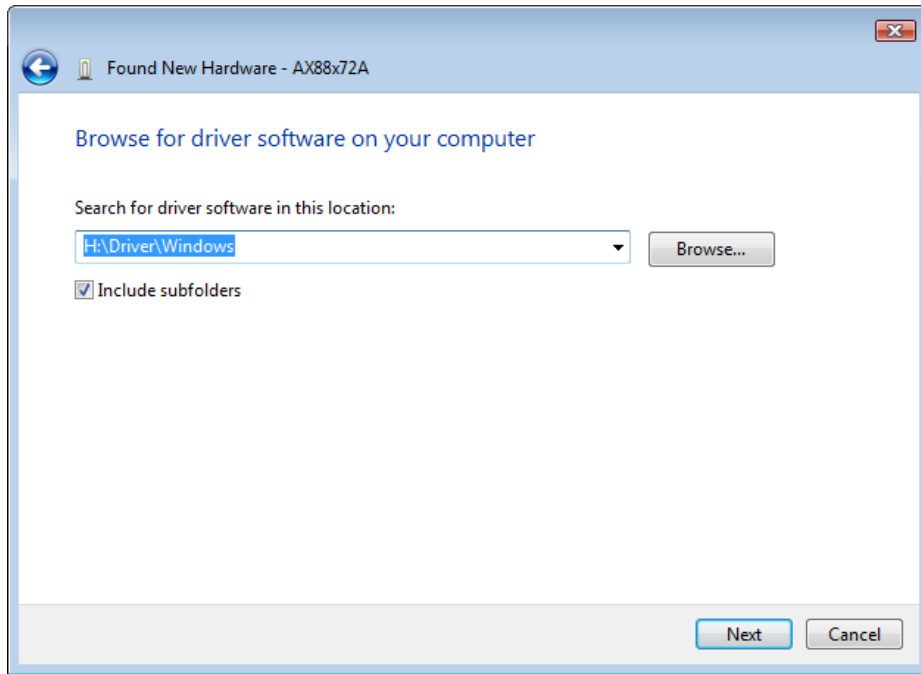 Found New Hardware - AX88x72A
Browse for driver software on your computer
Search for driver software in this location:
H:\Driver\Windows
Browse...
Include subfolders
Next
Cancel